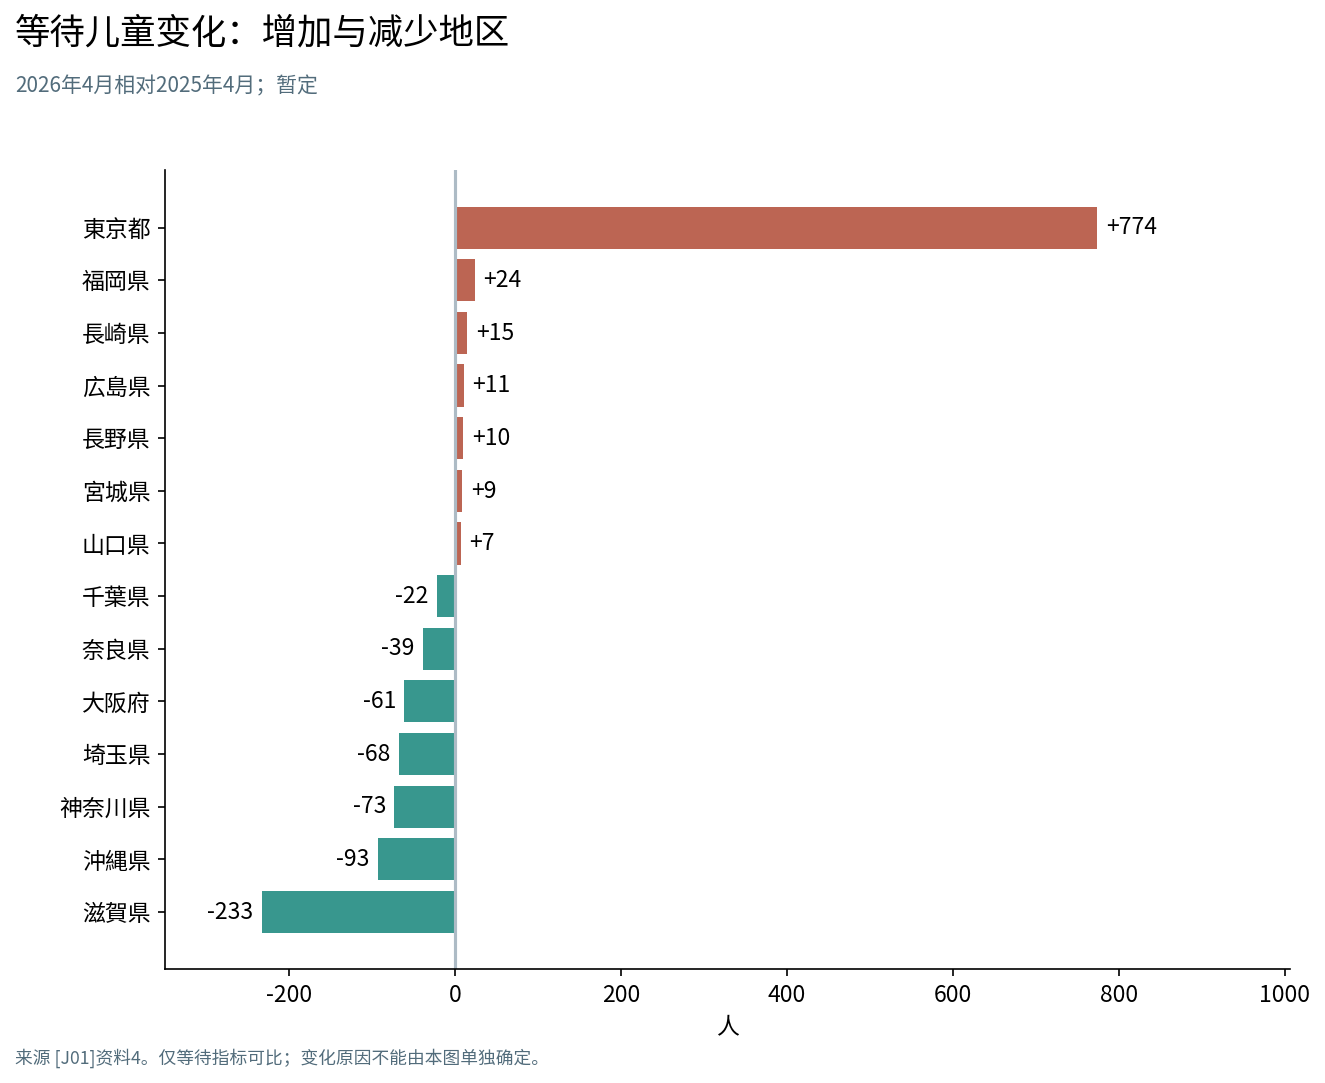 等待儿童变化：增加与减少地区
2026年4月相对2025年4月；暂定
東京都 +774
福岡県 +24
長崎県 +15
広島県 +11
長野県 +10
宮城県 +9
山口県 +7
千葉県 -22
奈良県 -39
大阪府 -61
埼玉県 -68
神奈川県 -73
沖縄県 -93
滋賀県 -233
-200 0 200 400 600 800 1000
人
来源 [J01]资料4。仅等待指标可比；变化原因不能由本图单独确定。